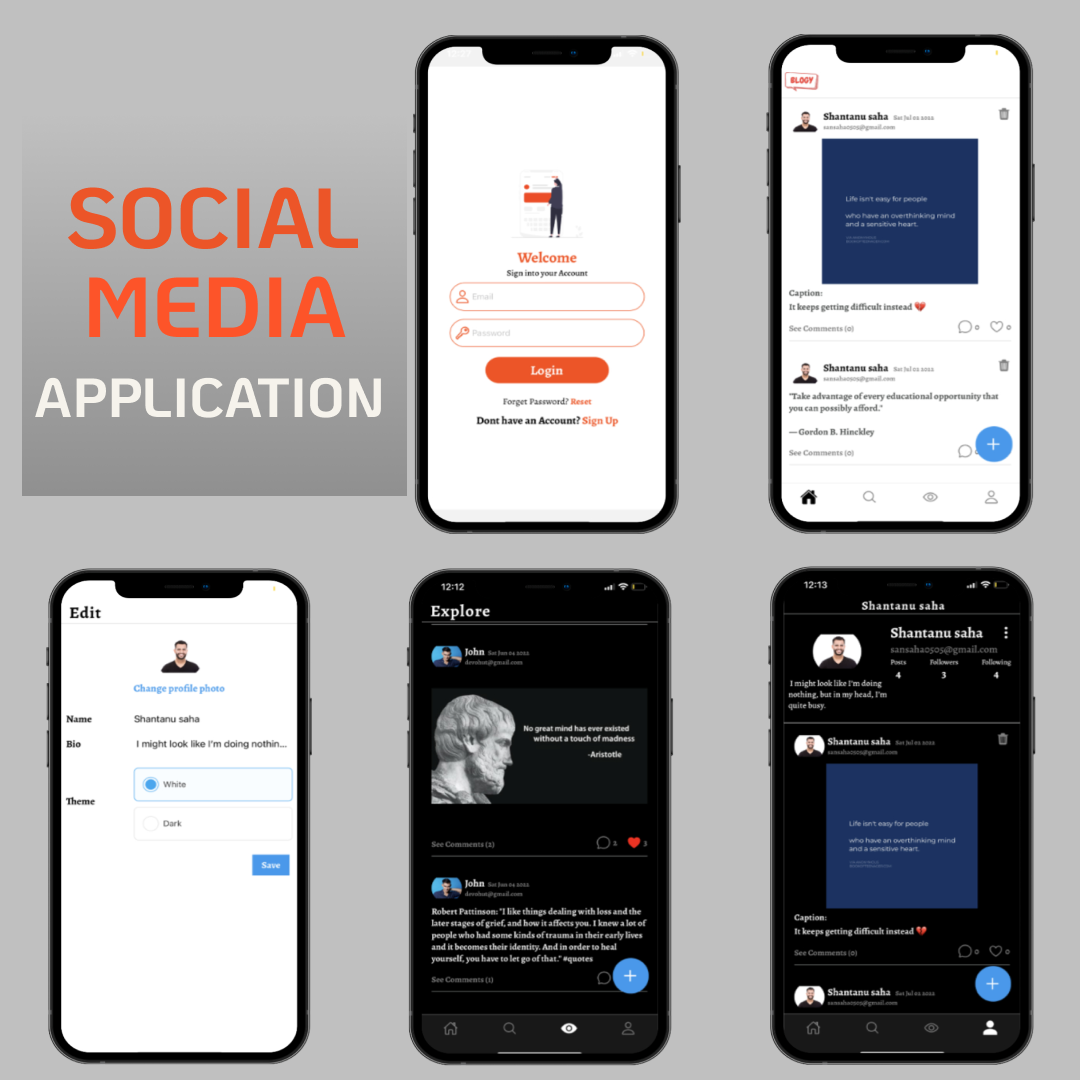 SOCIAL
MEDIA
APPLICATION
Welcome
Sign into your Account
Email
Password
Login
Forget Password? Reset
Dont have an Account? Sign Up
BLOGY
Shantanu saha Sat Jul 02 2022
sansaha0505@gmail.com
Life isn't easy for people
who have an overthinking mind
and a sensitive heart.
Caption:
It keeps getting difficult instead 💔
See Comments (0) 0 0
Shantanu saha Sat Jul 02 2022
sansaha0505@gmail.com
"Take advantage of every educational opportunity that
you can possibly afford."
— Gordon B. Hinckley
See Comments (0)
+
Edit
Change profile photo
Name Shantanu saha
Bio I might look like I'm doing nothin...
Theme
White
Dark
Save
12:12
Explore
John Sat Jun 04 2022
devobat@gmail.com
No great mind has ever existed
without a touch of madness
-Aristotle
See Comments (2) 2 3
John Sat Jun 04 2022
devobat@gmail.com
Robert Pattinson: "I like things dealing with loss and the
later stages of grief, and how it affects you. I knew a lot of
people who had some kinds of trauma in their early lives
and it becomes their identity. And in order to heal
yourself, you have to let go of that." #quotes
See Comments (1)
+
12:13
Shantanu saha
Shantanu saha
sansaha0505@gmail.com
Posts Followers Following
4 3 4
I might look like I'm doing
nothing, but in my head, I'm
quite busy.
Shantanu saha Sat Jul 02 2022
sansaha0505@gmail.com
Life isn't easy for people
who have an overthinking mind
and a sensitive heart.
Caption:
It keeps getting difficult instead 💔
See Comments (0) 0 0
+
Shantanu saha Sat Jul 02 2022
sansaha0505@gmail.com